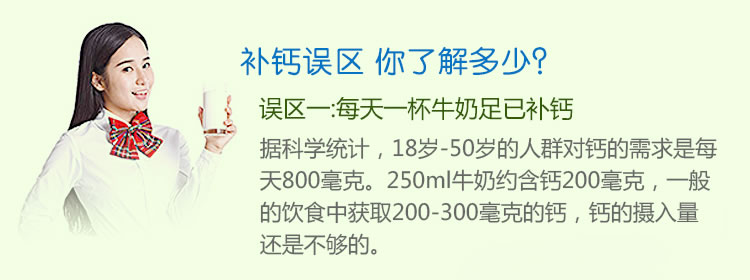 补钙误区 你了解多少?
误区一:每天一杯牛奶足已补钙
据科学统计，18岁-50岁的人群对钙的需求是每
天800毫克。250ml牛奶约含钙200毫克，一般
的饮食中获取200-300毫克的钙，钙的摄入量
还是不够的。